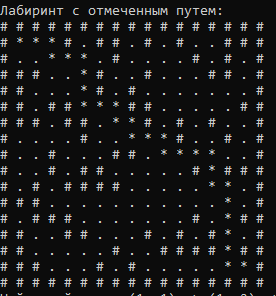 Лабиринт с отмеченным путем:
# # # # # # # # # # # # # # # # #
# * * * # . # # . # . # . . # # #
# . . * * * . # . . . . # . # . #
# # # . . * . . . # . . . # # . #
# . . . . * # . # . . . . . . . #
# # . # # * * * # # . . . . . # #
# # # . # # . * * . # . # . . . #
# . . . . # . . * * * # . . . # #
# . . # . . . # # . * * * * . . #
# . . . # # . . . . . . # * # # #
# . # . # # # # . . . . . * * . #
# # # . . . . . . . . . . . * . #
# . # # # . . . . . . . # . * # #
# # . . # # . . . # . # . # * # #
# # . . . . . # . . # # # # * # #
# # # . . . # . # . . . . . * * #
# # # # # # # # # # # # # # # # #